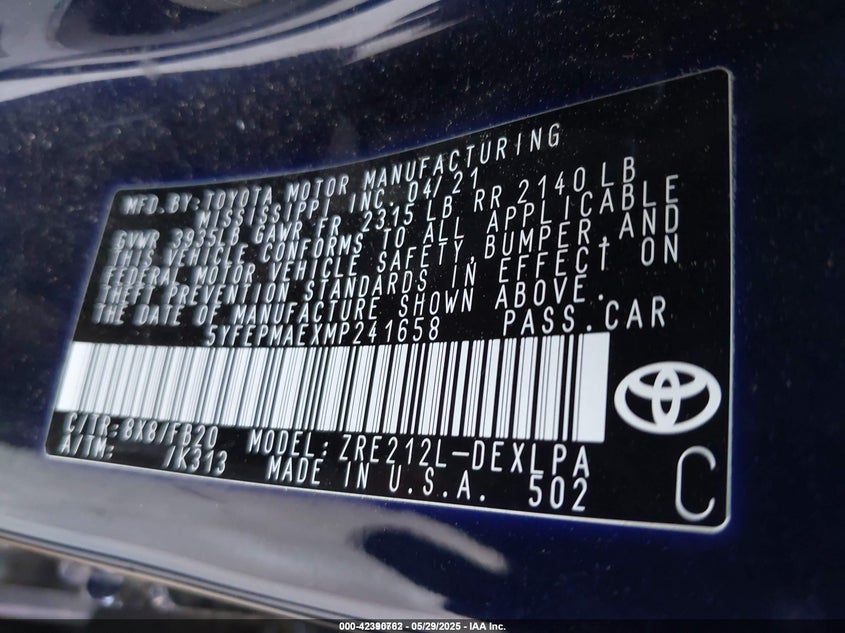 MFD.BY:TOYOTA MOTOR MANUFACTURING
MISSISSIPPI INC. 04/21
GVWR 3935LB GAWR FR 2315 LB RR 2140 LB
THIS VEHICLE CONFORMS TO ALL APPLICABLE
FEDERAL MOTOR VEHICLE SAFETY,BUMPER,AND
THEFT PREVENTION STANDARDS IN EFFECT ON
THE DATE OF MANUFACTURE SHOWN ABOVE.
5YFEPMAEXMP241658 PASS.CAR
C/TR:8X8/FB20 MODEL:ZRE212L-DEXLPA
A/TM: /K313 MADE IN U.S.A. 502
C
05/29/2025 - IAA Inc.